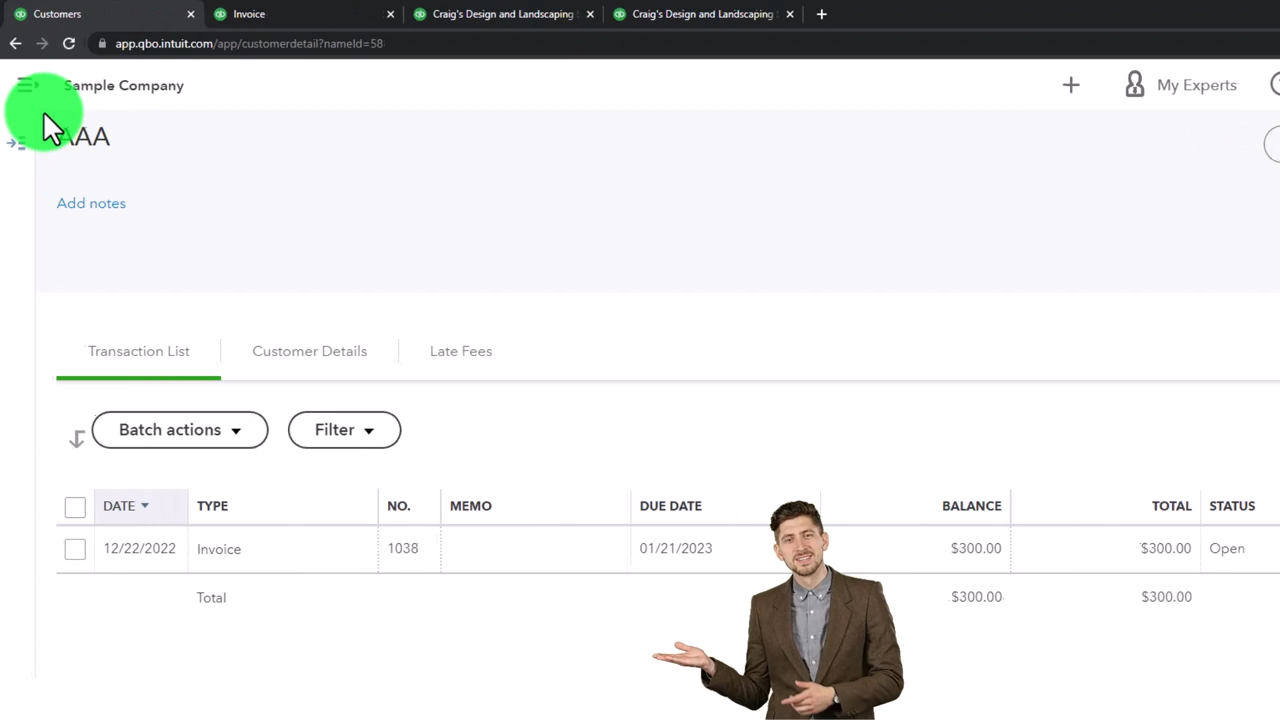 Customers
Invoice
Craig's Design and Landscaping
Craig's Design and Landscaping
app.qbo.intuit.com/app/customerdetail?nameId=58
Sample Company
My Experts
AAA
Add notes
Transaction List
Customer Details
Late Fees
Batch actions
Filter
DATE TYPE NO. MEMO DUE DATE BALANCE TOTAL STATUS
12/22/2022 Invoice 1038 01/21/2023 $300.00 $300.00 Open
Total $300.00 $300.00